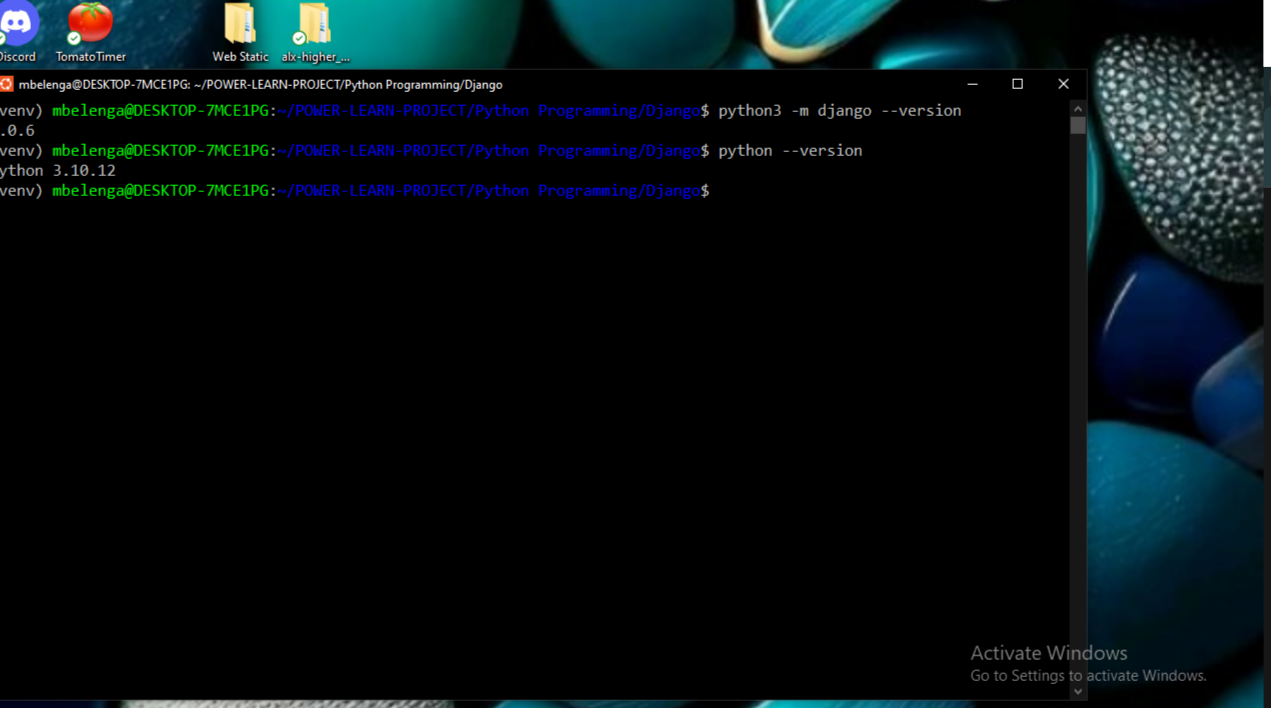 Discord TomatoTimer Web Static alx-higher_...
mbelenga@DESKTOP-7MCE1PG: ~/POWER-LEARN-PROJECT/Python Programming/Django
venv) mbelenga@DESKTOP-7MCE1PG:~/POWER-LEARN-PROJECT/Python Programming/Django$ python3 -m django --version
.0.6
venv) mbelenga@DESKTOP-7MCE1PG:~/POWER-LEARN-PROJECT/Python Programming/Django$ python --version
ython 3.10.12
venv) mbelenga@DESKTOP-7MCE1PG:~/POWER-LEARN-PROJECT/Python Programming/Django$
Activate Windows
Go to Settings to activate Windows.